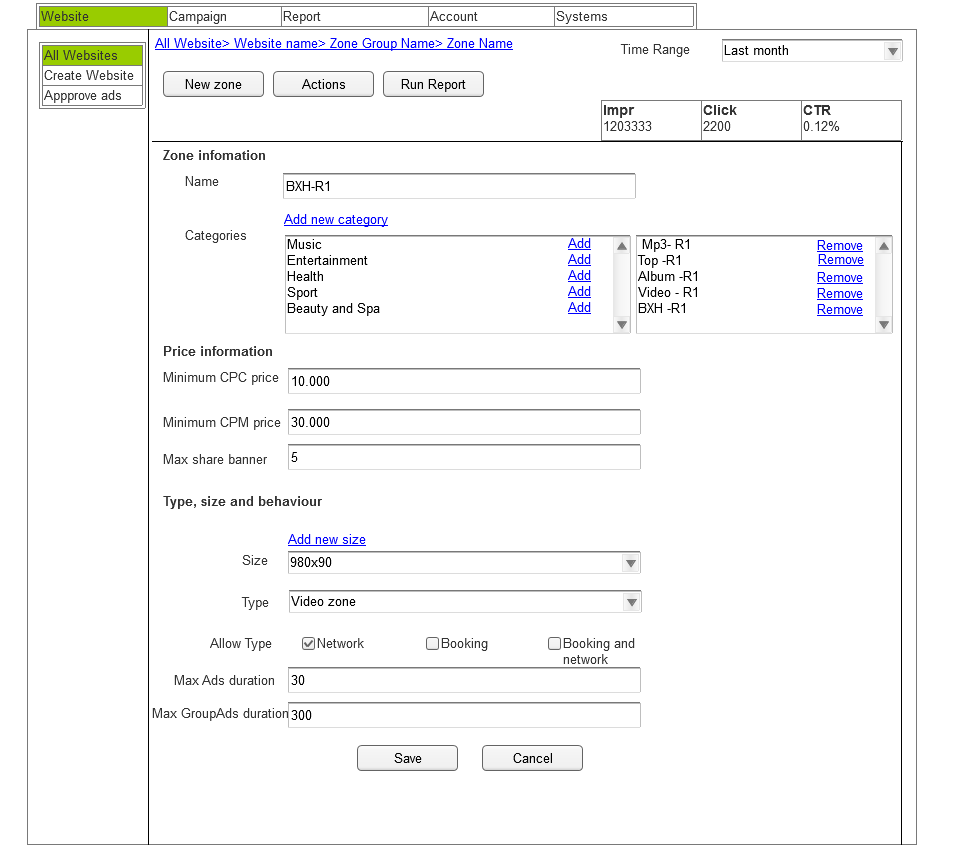 Website Campaign Report Account Systems
All Website> Website name> Zone Group Name> Zone Name
Time Range Last month
All Websites
Create Website
Appprove ads
New zone Actions Run Report
Impr Click CTR
1203333 2200 0.12%
Zone infomation
Name BXH-R1
Add new category
Categories
Music Add
Entertainment Add
Health Add
Sport Add
Beauty and Spa Add
Mp3- R1 Remove
Top -R1 Remove
Album -R1 Remove
Video - R1 Remove
BXH -R1 Remove
Price information
Minimum CPC price 10.000
Minimum CPM price 30.000
Max share banner 5
Type, size and behaviour
Add new size
Size 980x90
Type Video zone
Allow Type Network Booking Booking and
network
Max Ads duration 30
Max GroupAds duration 300
Save Cancel